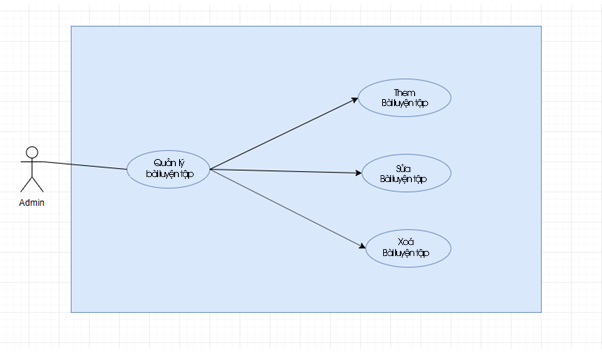 Them
Bài luyện tập
Quản lý
bài luyện tập
Sửa
Bài luyện tập
Admin
Xoá
Bài luyện tập